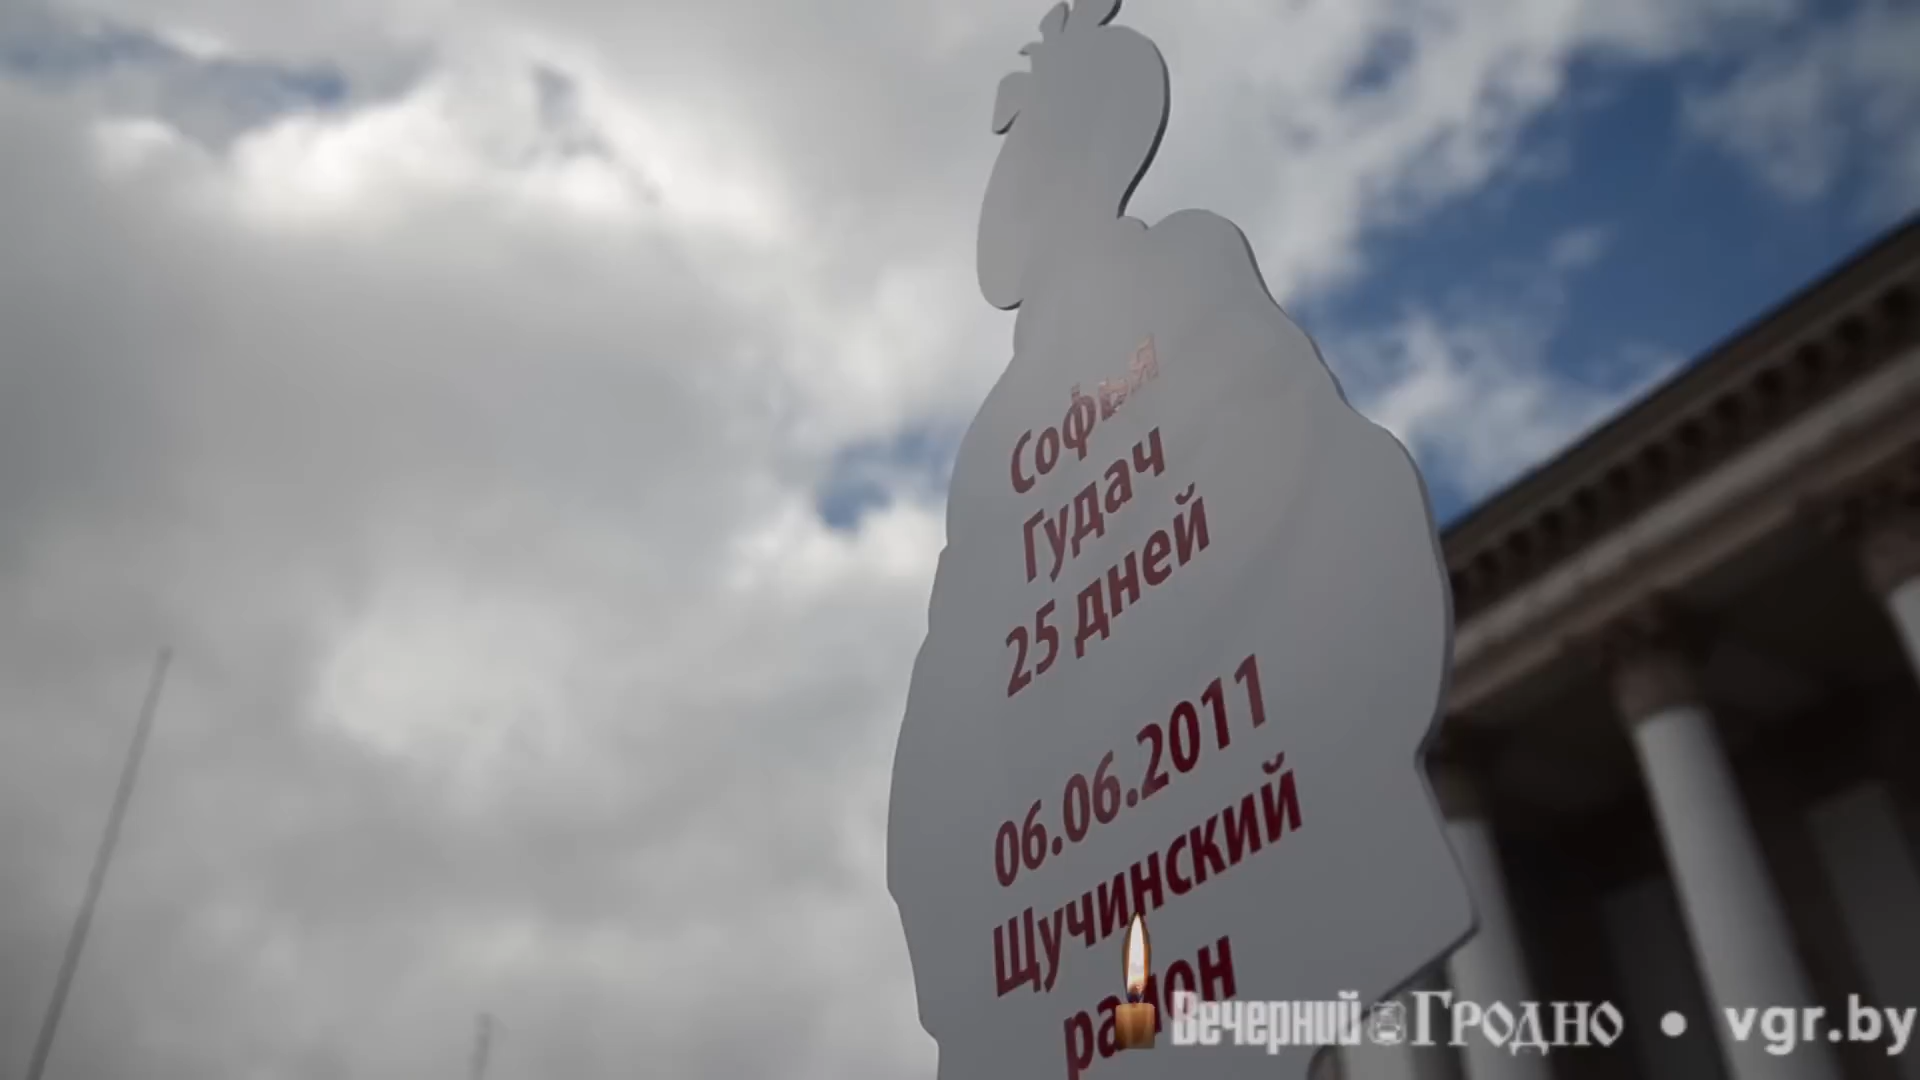 Софья
Гудач
25 дней
06.06.2011
Щучинский
район
Вечерний Гродно • vgr.by